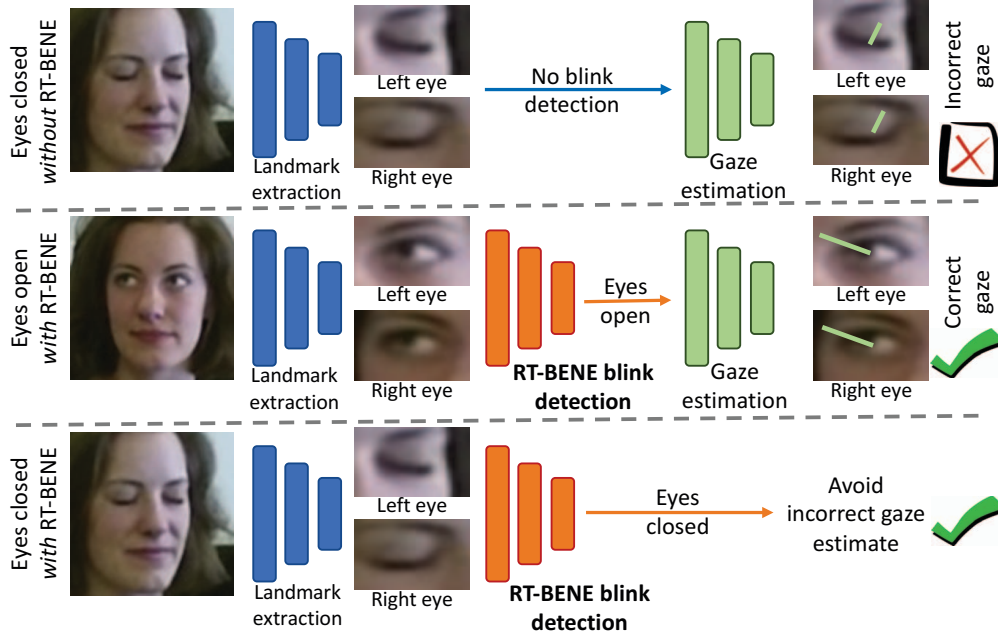 Eyes closed
without RT-BENE
Landmark
extraction
Left eye
Right eye
No blink
detection
Gaze
estimation
Left eye
Right eye
Incorrect
gaze
Eyes open
with RT-BENE
Landmark
extraction
Left eye
Right eye
RT-BENE blink
detection
Eyes
open
Gaze
estimation
Left eye
Right eye
Correct
gaze
Eyes closed
with RT-BENE
Landmark
extraction
Left eye
Right eye
RT-BENE blink
detection
Eyes
closed
Avoid
incorrect gaze
estimate